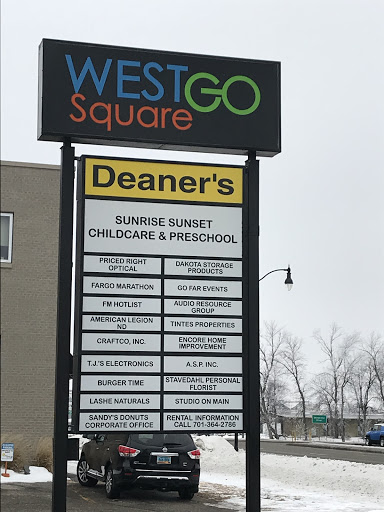 WESTGO
Square
Deaner's
SUNRISE SUNSET
CHILDCARE & PRESCHOOL
PRICED RIGHT
OPTICAL
DAKOTA STORAGE
PRODUCTS
FARGO MARATHON
GO FAR EVENTS
FM HOTLIST
AUDIO RESOURCE
GROUP
AMERICAN LEGION
ND
TINTES PROPERTIES
CRAFTCO, INC.
ENCORE HOME
IMPROVEMENT
T.J.'S ELECTRONICS
A.S.P. INC.
BURGER TIME
STAVEDAHL PERSONAL
FLORIST
LASHE NATURALS
STUDIO ON MAIN
SANDY'S DONUTS
CORPORATE OFFICE
RENTAL INFORMATION
CALL 701-364-2786